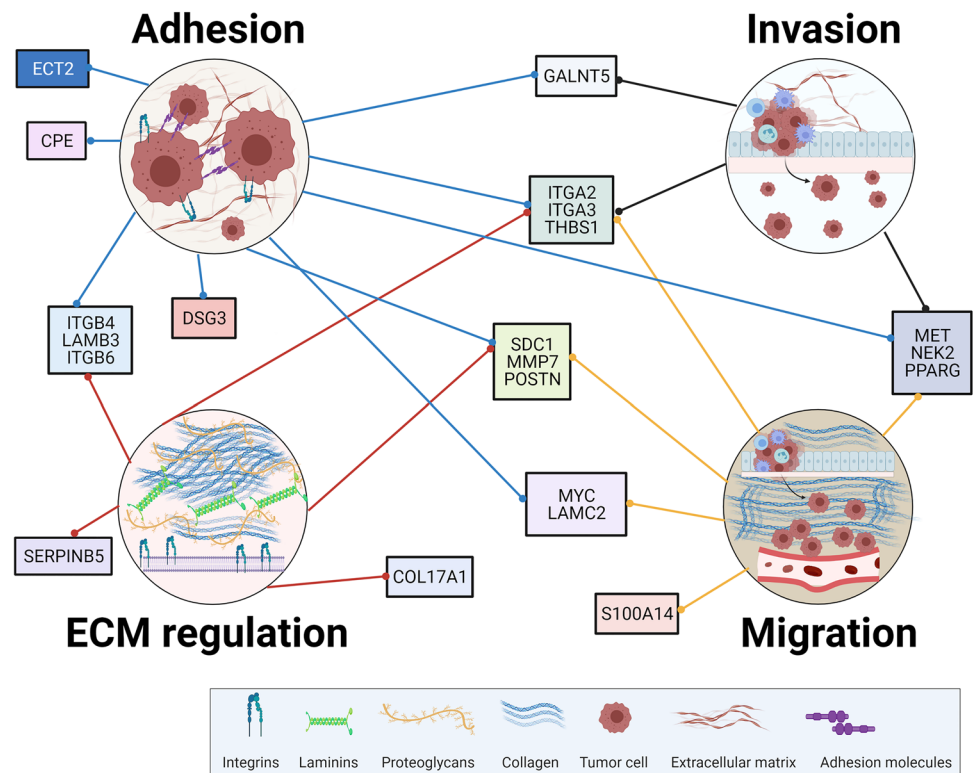 Adhesion
Invasion
ECT2
GALNT5
CPE
ITGA2
ITGA3
THBS1
ITGB4
LAMB3
ITGB6
DSG3
SDC1
MMP7
POSTN
MET
NEK2
PPARG
MYC
LAMC2
SERPINB5
COL17A1
S100A14
ECM regulation
Migration
Integrins
Laminins
Proteoglycans
Collagen
Tumor cell
Extracellular matrix
Adhesion molecules